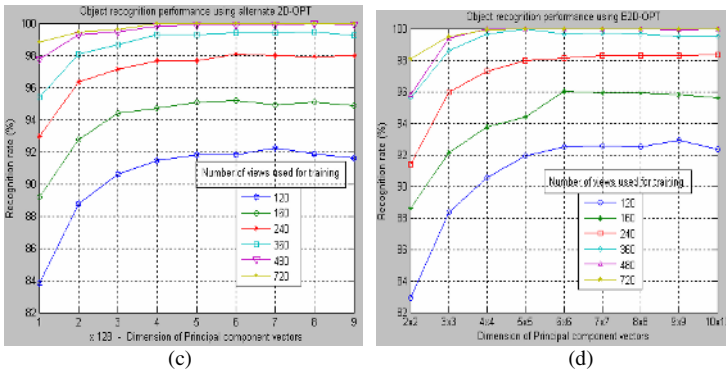 Object recognition performance using alternate 2D-OPT
100
98
96
94
92
90
88
86
84
82
Recognition rate (%)
Number of views used for training
120
160
240
360
480
720
1 2 3 4 5 6 7 8 9
x 128 - Dimension of Principal component vectors
(c)
Object recognition performance using E2D-OPT
100
98
96
94
92
90
88
86
84
82
Recognition rate (%)
Number of views used for training
120
160
240
360
480
720
2x2 3x3 4x4 5x5 6x6 7x7 8x8 9x9 10x1
Dimension of Principal component vectors
(d)